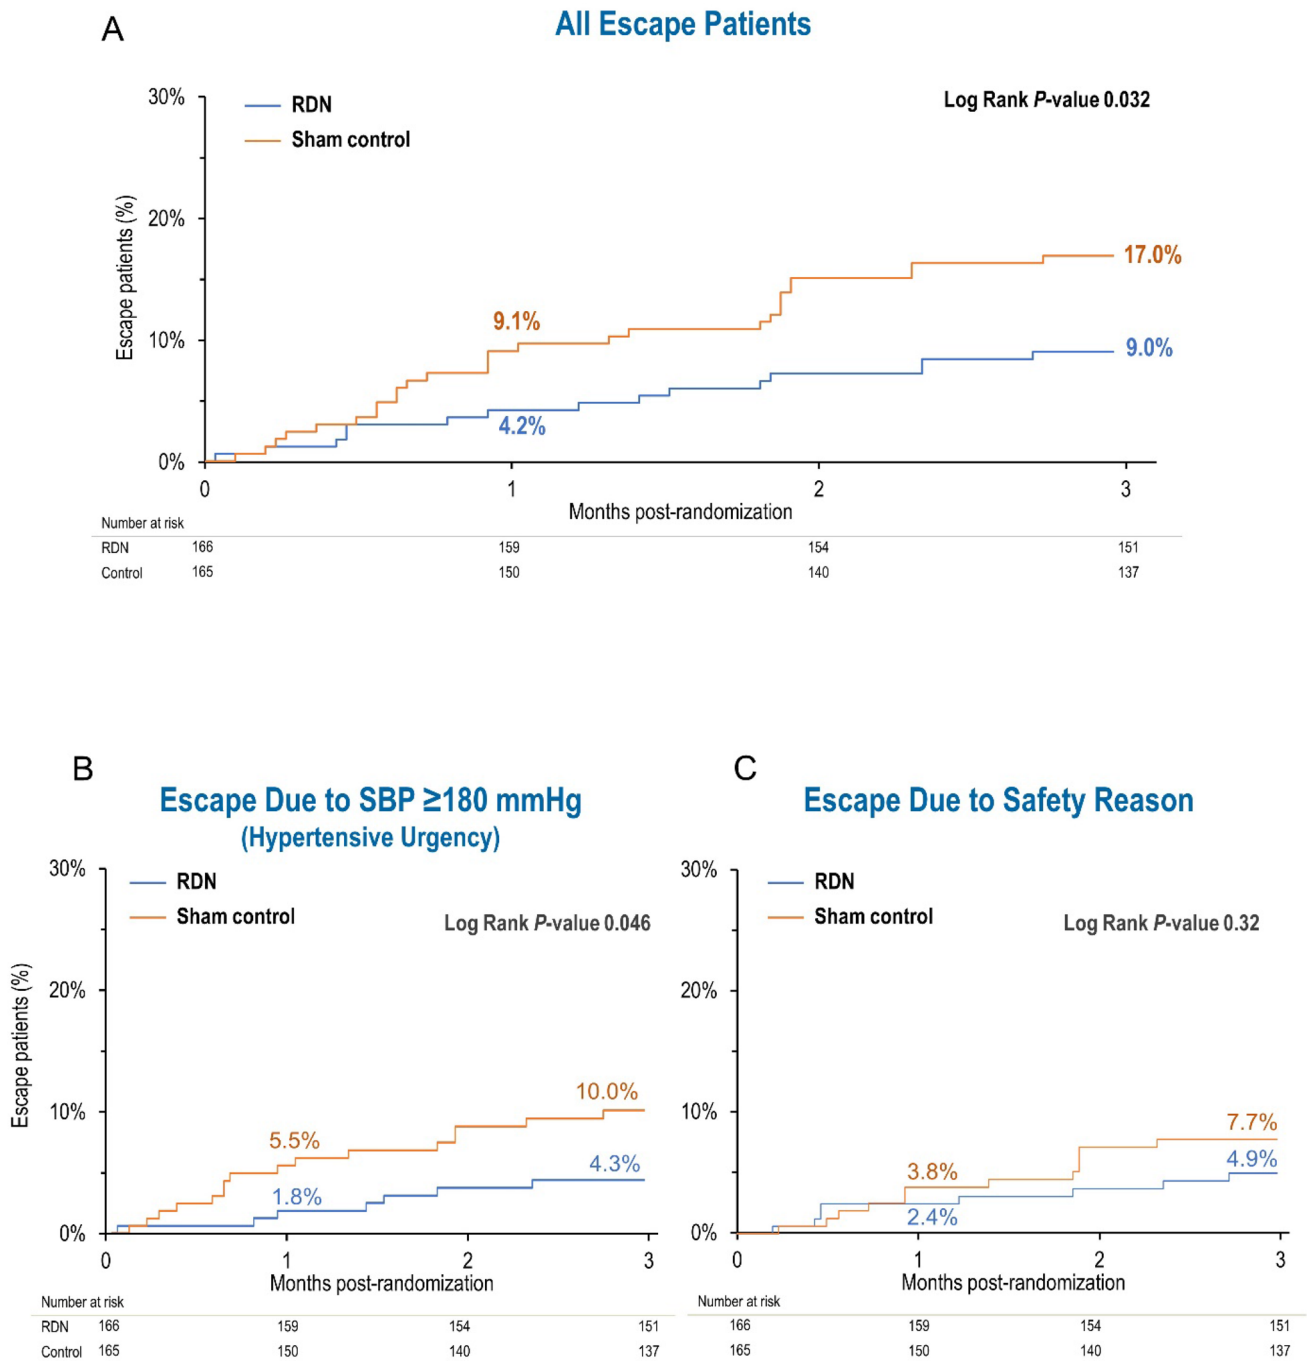 A
All Escape Patients
30%
RDN
Log Rank P-value 0.032
Sham control
20%
Escape patients (%)
17.0%
9.1%
10%
9.0%
4.2%
0%
0 1 2 3
Months post-randomization
Number at risk
RDN 166 159 154 151
Control 165 150 140 137
B
Escape Due to SBP ≥180 mmHg
(Hypertensive Urgency)
30%
RDN
Sham control
Log Rank P-value 0.046
20%
Escape patients (%)
10%
10.0%
5.5%
4.3%
1.8%
0%
0 1 2 3
Months post-randomization
Number at risk
RDN 166 159 154 151
Control 165 150 140 137
C
Escape Due to Safety Reason
30%
RDN
Sham control
Log Rank P-value 0.32
20%
10%
7.7%
3.8%
4.9%
2.4%
0%
0 1 2 3
Months post-randomization
Number at risk
166 159 154 151
165 150 140 137